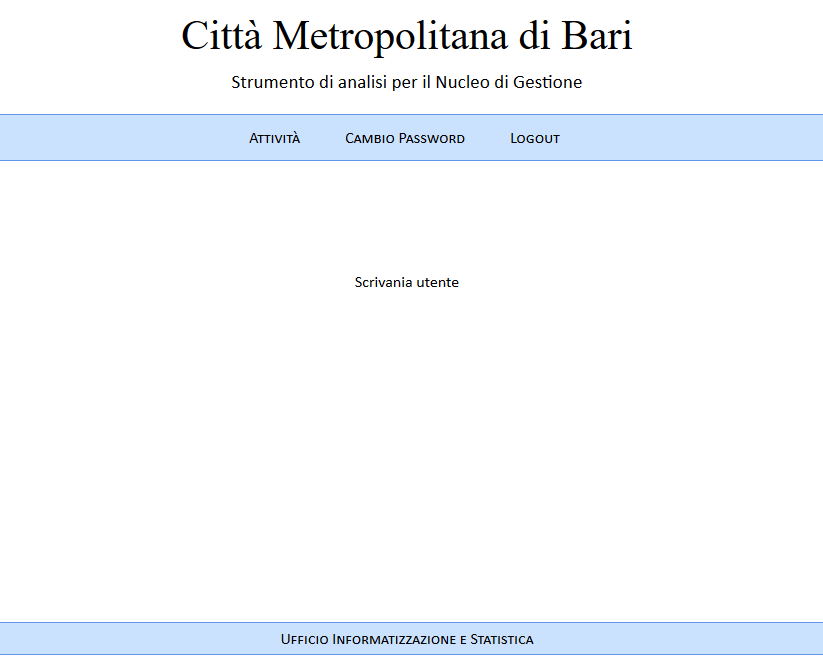 Città Metropolitana di Bari
Strumento di analisi per il Nucleo di Gestione
Attività Cambio Password Logout
Scrivania utente
Ufficio Informatizzazione e Statistica